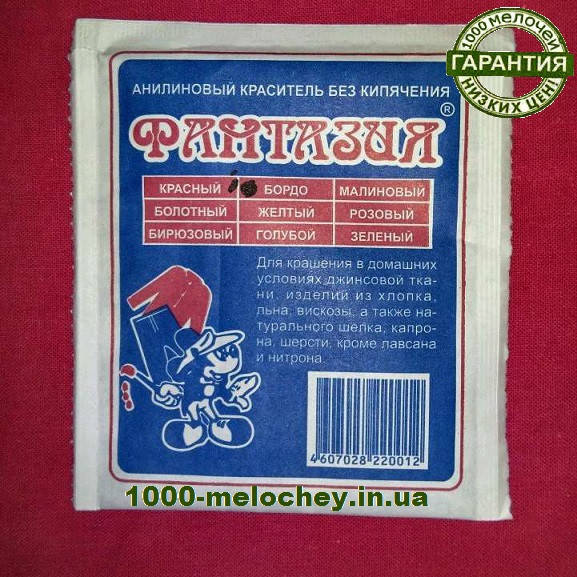 1000 мелочей
ГАРАНТИЯ
НИЗКИХ ЦЕН!
АНИЛИНОВЫЙ КРАСИТЕЛЬ БЕЗ КИПЯЧЕНИЯ
ФАНТАЗИЯ®
КРАСНЫЙ БОРДО МАЛИНОВЫЙ
БОЛОТНЫЙ ЖЕЛТЫЙ РОЗОВЫЙ
БИРЮЗОВЫЙ ГОЛУБОЙ ЗЕЛЕНЫЙ
Для крашения в домашних
условиях джинсовой тка-
ни, изделий из хлопка,
льна, вискозы, а также на-
турального шелка, капро-
на, шерсти, кроме лавсана
и нитрона.
4607028 220012
1000-melochey.in.ua